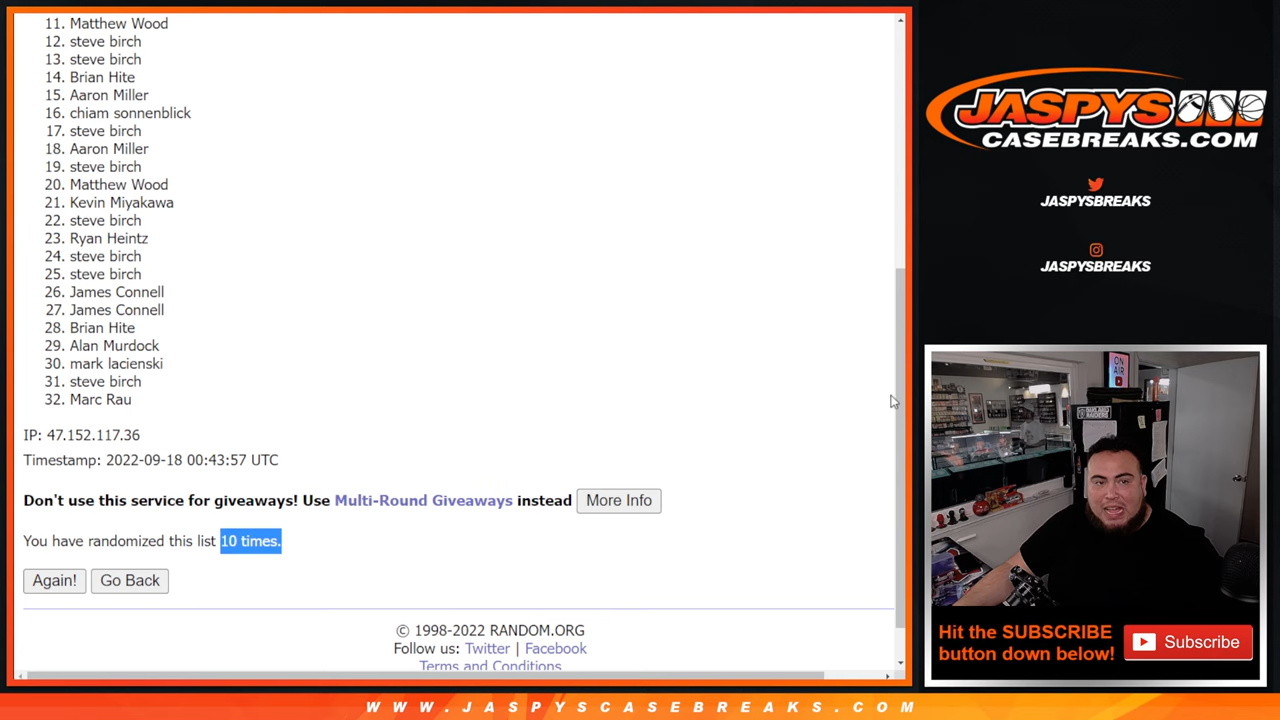 11. Matthew Wood
12. steve birch
13. steve birch
14. Brian Hite
15. Aaron Miller
16. chiam sonnenblick
17. steve birch
18. Aaron Miller
19. steve birch
20. Matthew Wood
21. Kevin Miyakawa
22. steve birch
23. Ryan Heintz
24. steve birch
25. steve birch
26. James Connell
27. James Connell
28. Brian Hite
29. Alan Murdock
30. mark lacienski
31. steve birch
32. Marc Rau
IP: 47.152.117.36
Timestamp: 2022-09-18 00:43:57 UTC
Don't use this service for giveaways! Use Multi-Round Giveaways instead More Info
You have randomized this list 10 times.
Again! Go Back
© 1998-2022 RANDOM.ORG
Follow us: Twitter | Facebook
Terms and Conditions
JASPYS
CASEBREAKS.COM
JASPYSBREAKS
JASPYSBREAKS
ON
AIR
Hit the SUBSCRIBE
button down below!
Subscribe
WWW.JASPYSCASEBREAKS.COM